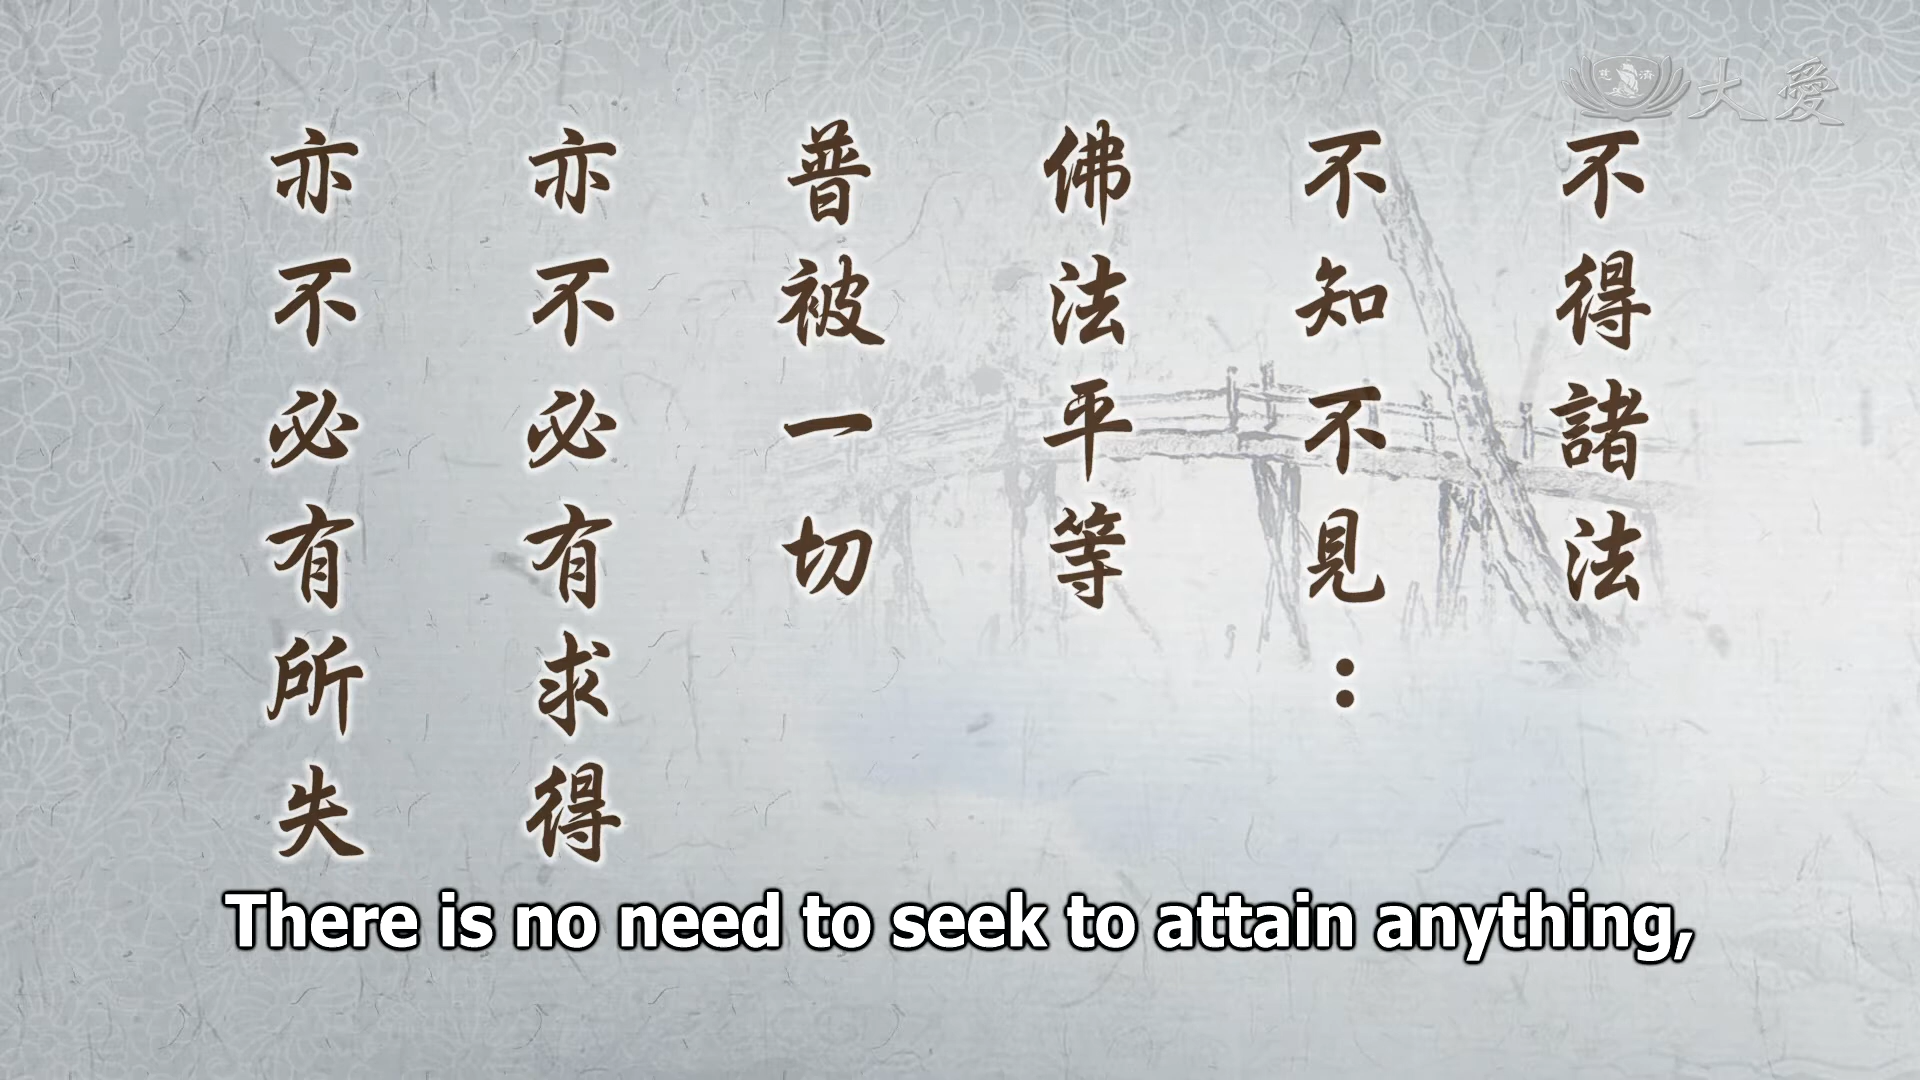 大愛
慈濟
不得諸法
不知不見：
佛法平等
普被一切
亦不必有求得
亦不必有所失
There is no need to seek to attain anything,